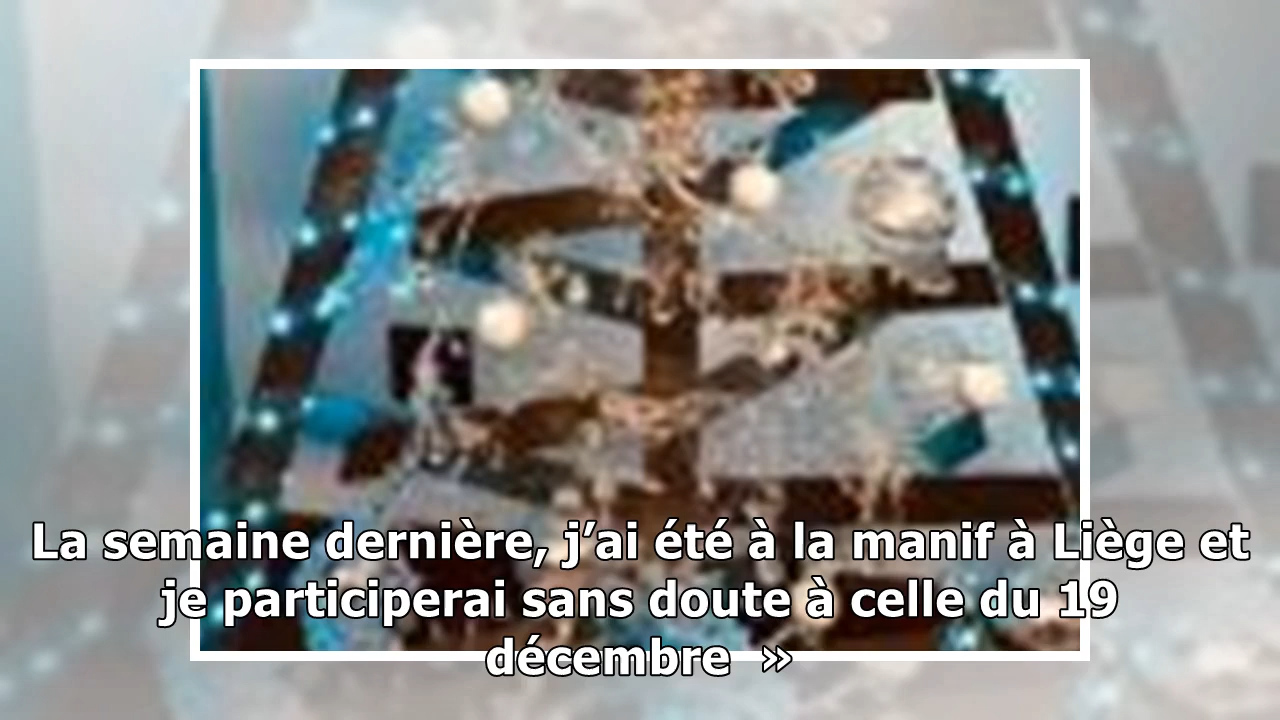 La semaine dernière, j’ai été à la manif à Liège et
je participerai sans doute à celle du 19
décembre  »